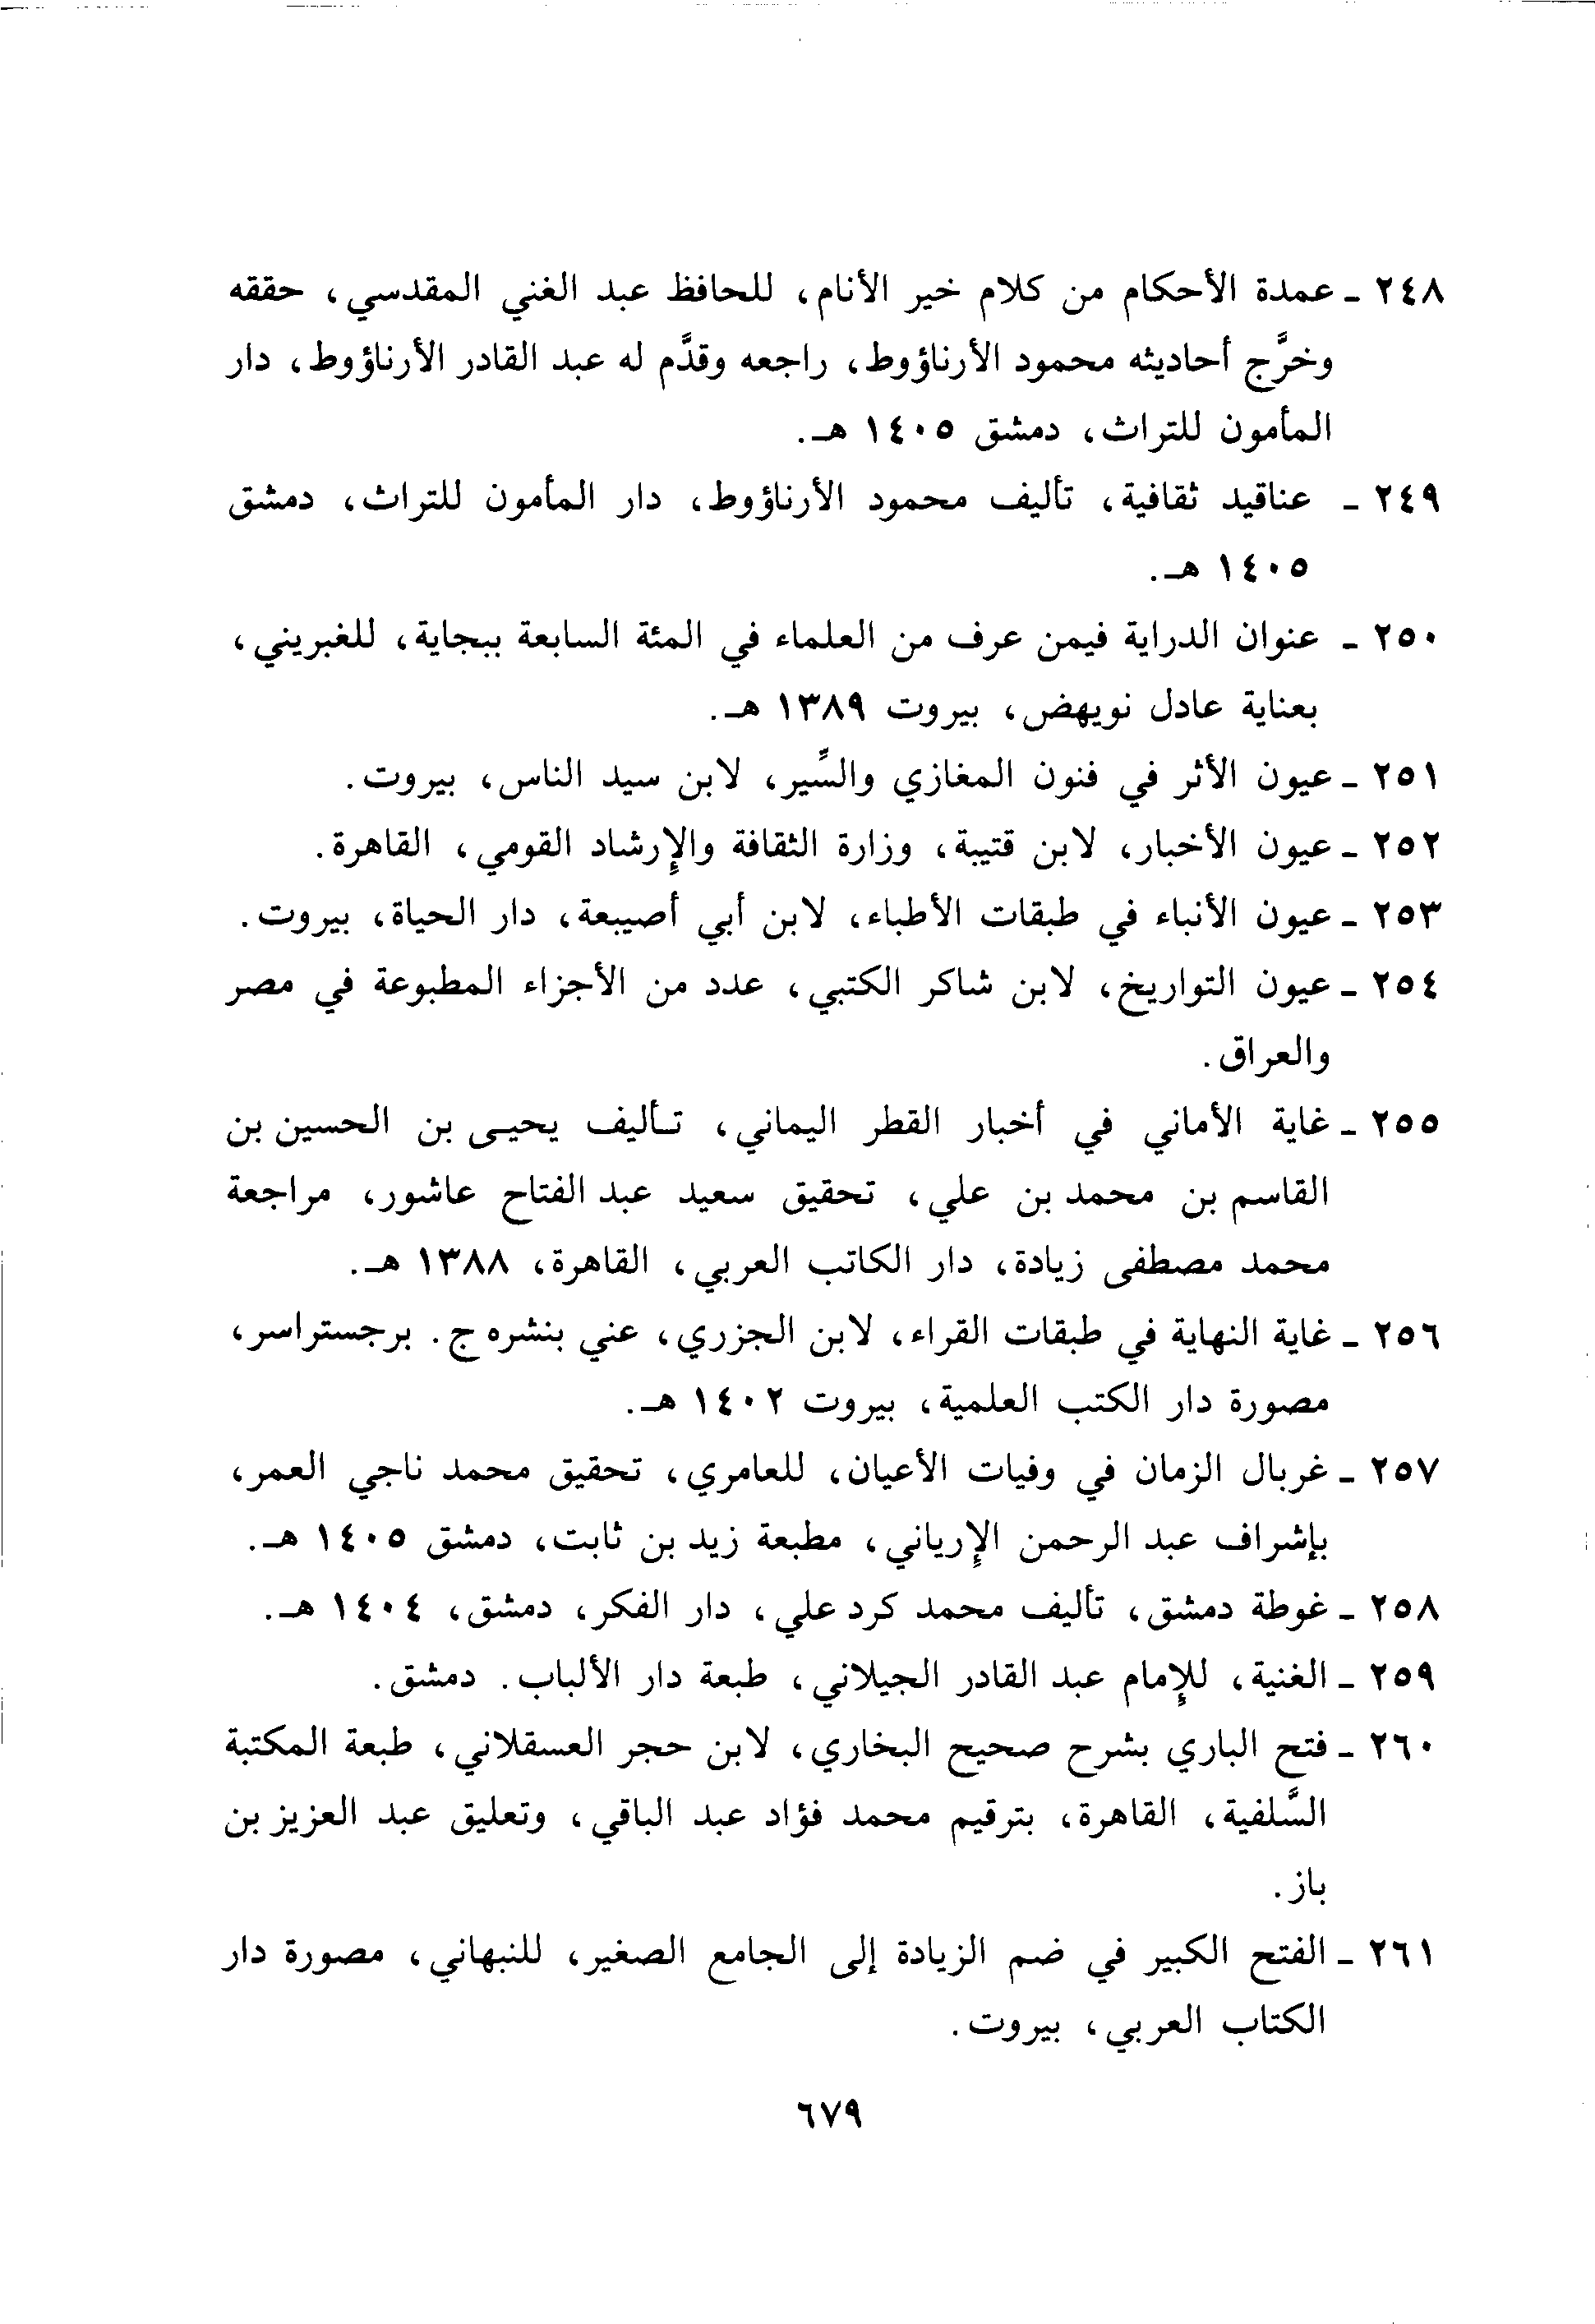 ٢٤٨ - عمدة الأحكام من كلام خير الأنام، للحافظ عبد الغني المقدسي، حققه
وخرَّج أحاديثه محمود الأرناؤوط، راجعه وقدَّم له عبد القادر الأرناؤوط، دار
المأمون للتراث، دمشق ١٤٠٥ هـ.
٢٤٩ - عناقيد ثقافية، تأليف محمود الأرناؤوط، دار المأمون للتراث، دمشق
١٤٠٥ هـ.
٢٥٠ - عنوان الدراية فيمن عرف من العلماء في المئة السابعة ببجاية، للغبريني،
بعناية عادل نويهض، بيروت ١٣٨٩ هـ.
٢٥١ - عيون الأثر في فنون المغازي والسِّير، لابن سيد الناس، بيروت.
٢٥٢ - عيون الأخبار، لابن قتيبة، وزارة الثقافة والإرشاد القومي، القاهرة.
٢٥٣ - عيون الأنباء في طبقات الأطباء، لابن أبي أصيبعة، دار الحياة، بيروت.
٢٥٤ - عيون التواريخ، لابن شاكر الكتبي، عدد من الأجزاء المطبوعة في مصر
والعراق.
٢٥٥ - غاية الأماني في أخبار القطر اليماني، تأليف يحيى بن الحسين بن
القاسم بن محمد بن علي، تحقيق سعيد عبد الفتاح عاشور، مراجعة
محمد مصطفى زيادة، دار الكاتب العربي، القاهرة، ١٣٨٨ هـ.
٢٥٦ - غاية النهاية في طبقات القراء، لابن الجزري، عني بنشره ج. برجستراسر،
مصورة دار الكتب العلمية، بيروت ١٤٠٢ هـ.
٢٥٧ - غربال الزمان في وفيات الأعيان، للعامري، تحقيق محمد ناجي العمر،
بإشراف عبد الرحمن الإرياني، مطبعة زيد بن ثابت، دمشق ١٤٠٥ هـ.
٢٥٨ - غوطة دمشق، تأليف محمد كرد علي، دار الفكر، دمشق، ١٤٠٤ هـ.
٢٥٩ - الغنية، للإمام عبد القادر الجيلاني، طبعة دار الألباب. دمشق.
٢٦٠ - فتح الباري بشرح صحيح البخاري، لابن حجر العسقلاني، طبعة المكتبة
السَّلفية، القاهرة، بترقيم محمد فؤاد عبد الباقي، وتعليق عبد العزيز بن
باز.
٢٦١ - الفتح الكبير في ضم الزيادة إلى الجامع الصغير، للنبهاني، مصورة دار
الكتاب العربي، بيروت.
٦٧٩